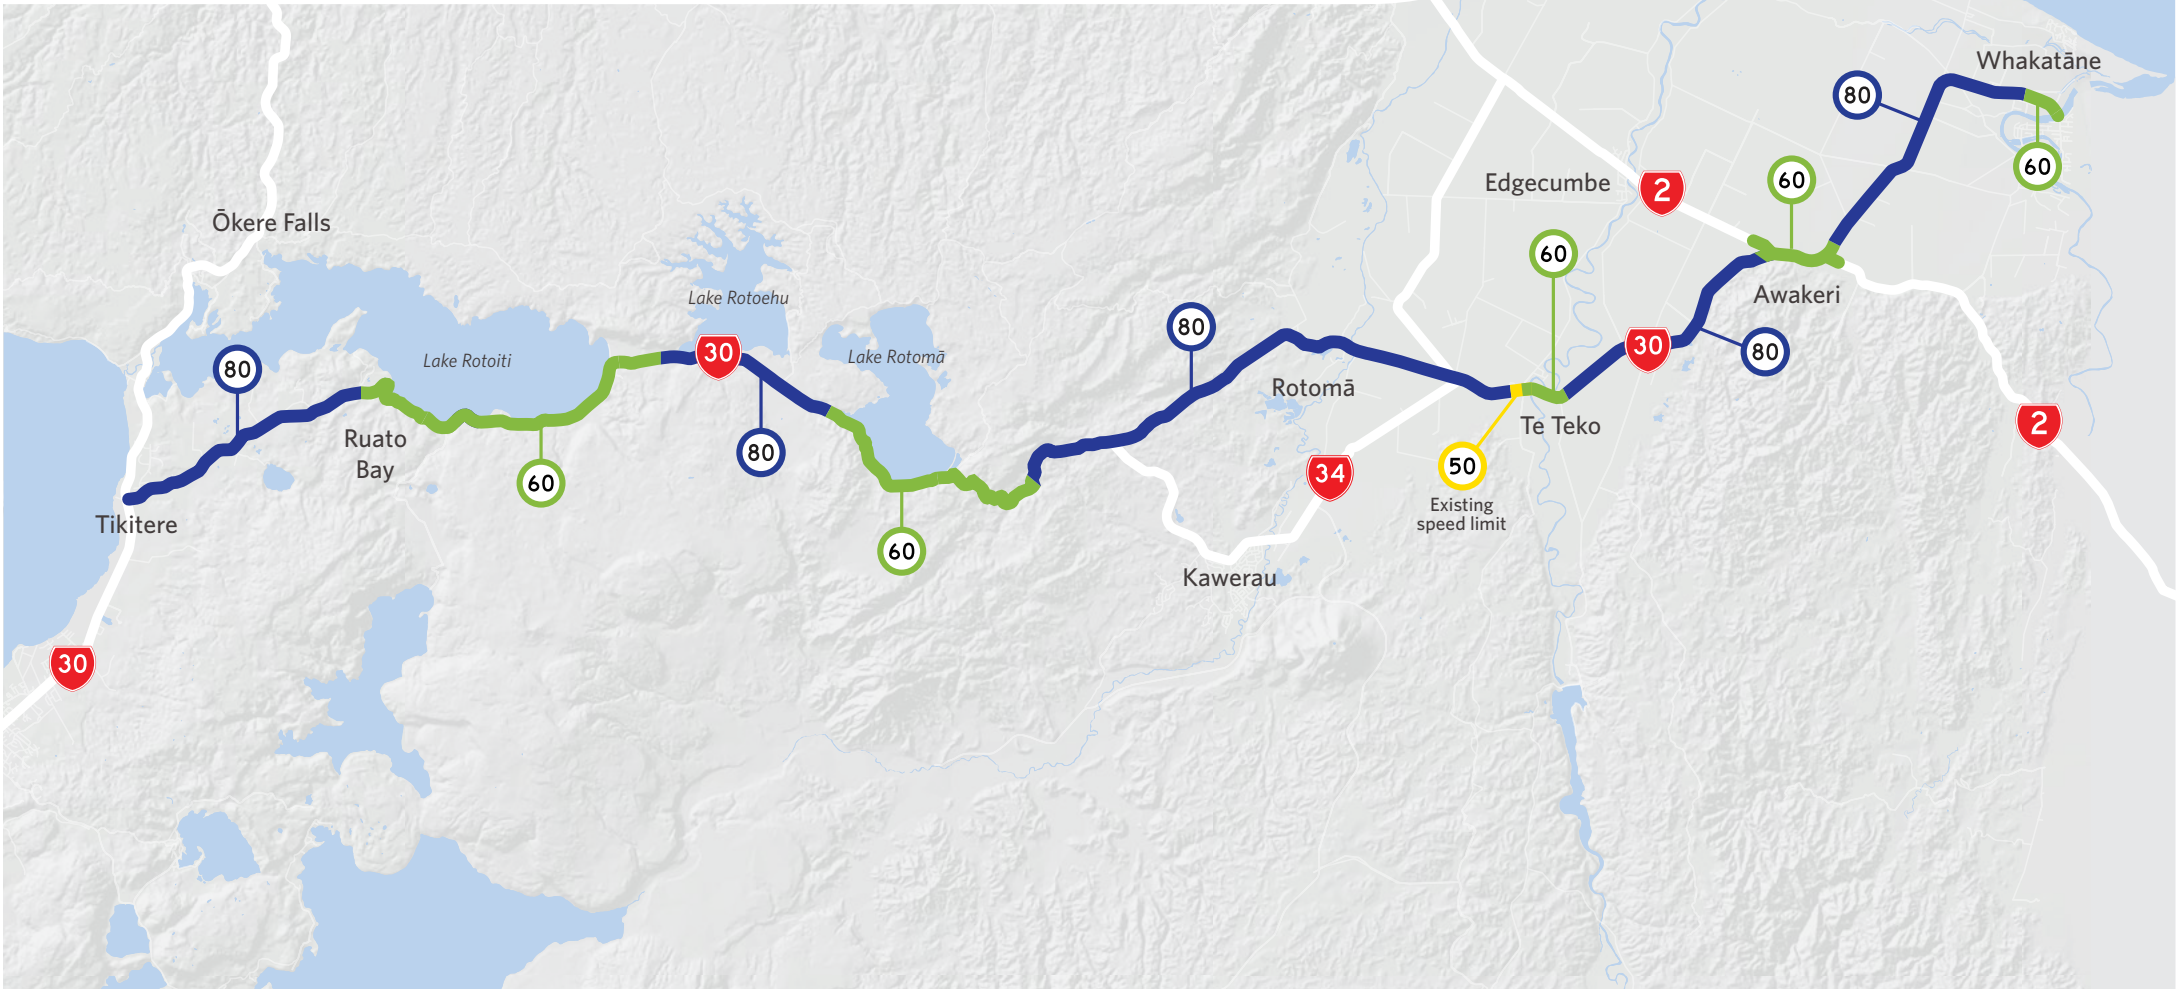 Whakatāne
80
60
60
Edgecumbe
2
Ōkere Falls
60
Awakeri
Lake Rotoehu
80
30
80
30
Lake Rotoiti
Lake Rotomā
80
Rotomā
Te Teko
2
Ruato
Bay
60
80
34
50
Existing
speed limit
Tikitere
60
Kawerau
30